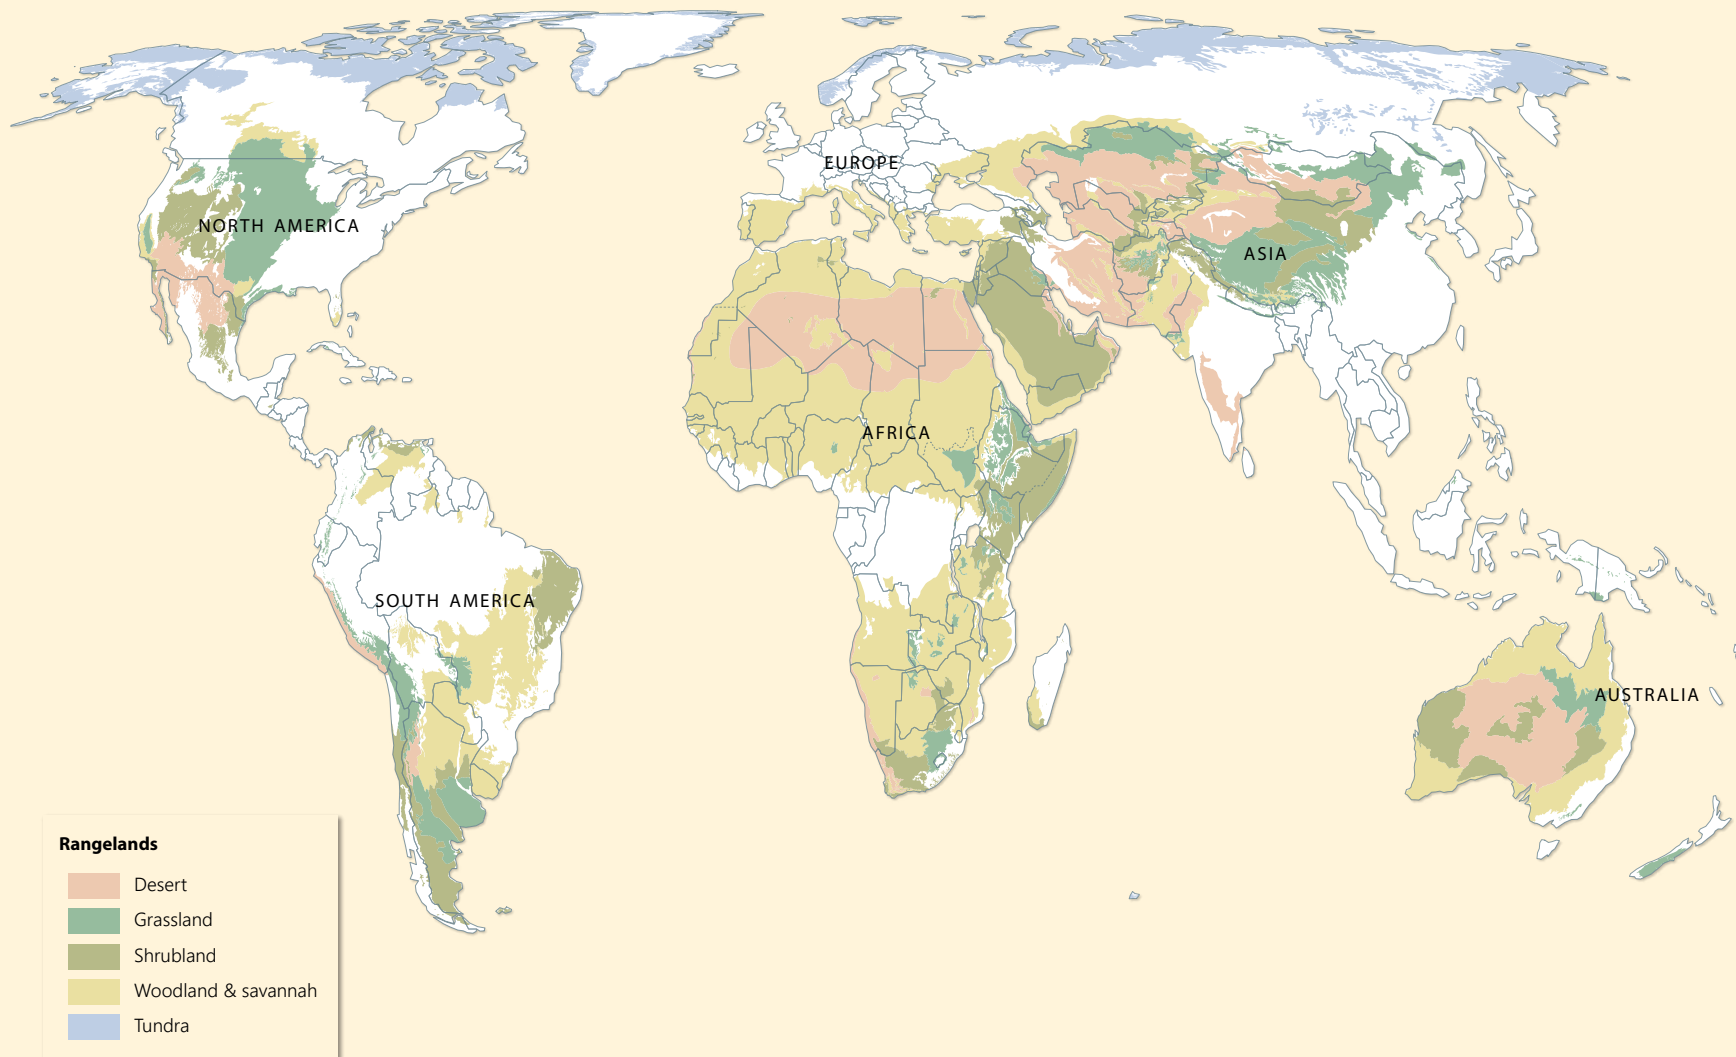 EUROPE
NORTH AMERICA
ASIA
AFRICA
SOUTH AMERICA
AUSTRALIA
Rangelands
Desert
Grassland
Shrubland
Woodland & savannah
Tundra